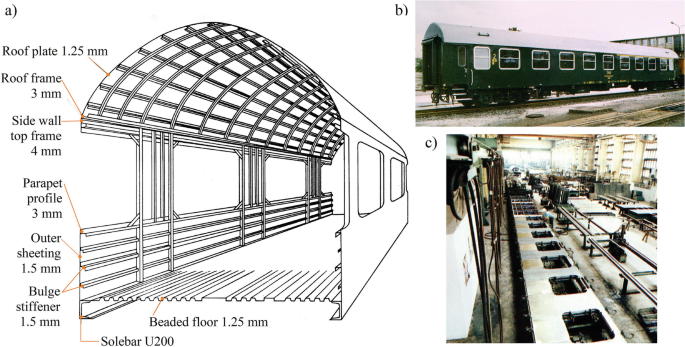 a)
Roof plate 1.25 mm
Roof frame
3 mm
Side wall
top frame
4 mm
Parapet
profile
3 mm
Outer
sheeting
1.5 mm
Bulge
stiffener
1.5 mm
Beaded floor 1.25 mm
Solebar U200
b)
c)